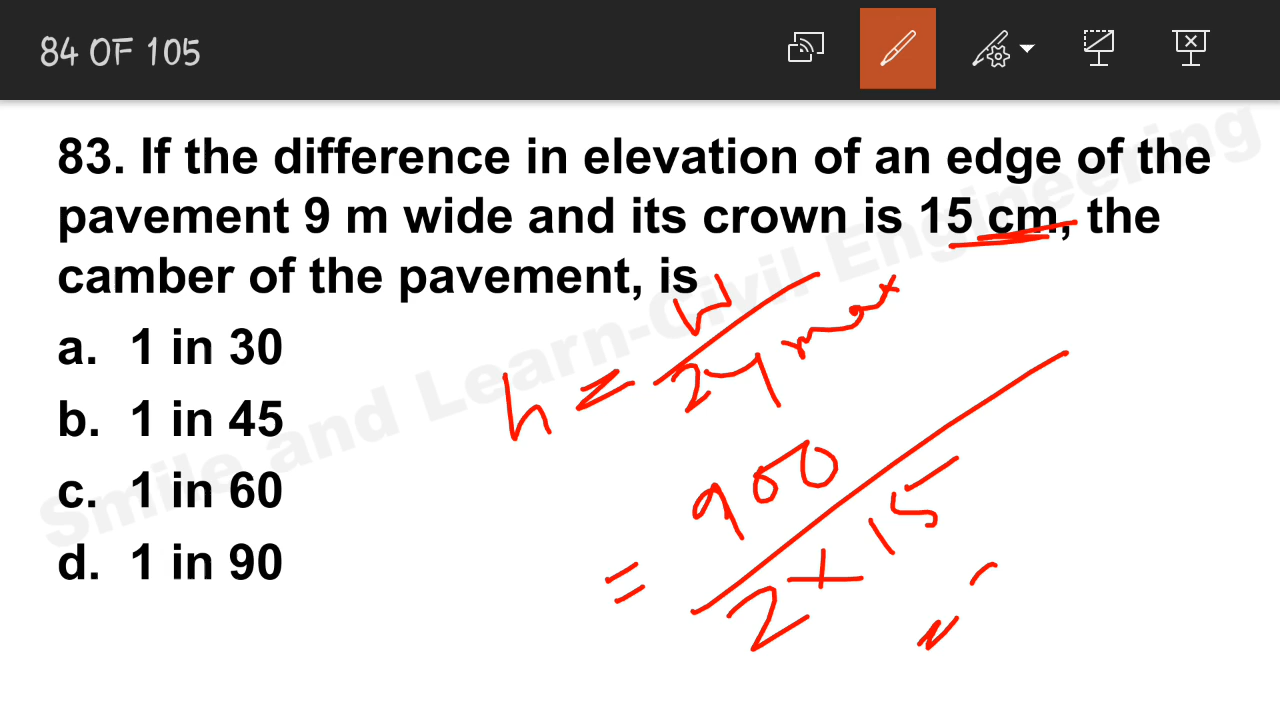 84 OF 105
83. If the difference in elevation of an edge of the
pavement 9 m wide and its crown is 15 cm, the
camber of the pavement, is
a. 1 in 30
b. 1 in 45
c. 1 in 60
d. 1 in 90
Smile and Learn-Civil Engineering
h = W / 2y max
= 900 / 2 × 15